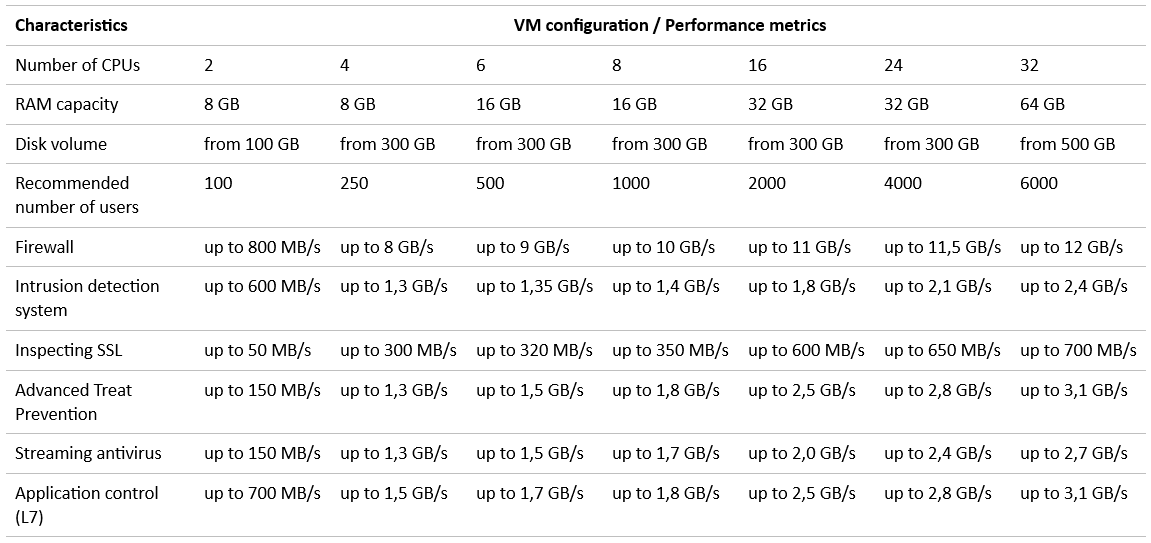 Characteristics VM configuration / Performance metrics
Number of CPUs 2 4 6 8 16 24 32
RAM capacity 8 GB 8 GB 16 GB 16 GB 32 GB 32 GB 64 GB
Disk volume from 100 GB from 300 GB from 300 GB from 300 GB from 300 GB from 300 GB from 500 GB
Recommended 100 250 500 1000 2000 4000 6000
number of users
Firewall up to 800 MB/s up to 8 GB/s up to 9 GB/s up to 10 GB/s up to 11 GB/s up to 11,5 GB/s up to 12 GB/s
Intrusion detection up to 600 MB/s up to 1,3 GB/s up to 1,35 GB/s up to 1,4 GB/s up to 1,8 GB/s up to 2,1 GB/s up to 2,4 GB/s
system
Inspecting SSL up to 50 MB/s up to 300 MB/s up to 320 MB/s up to 350 MB/s up to 600 MB/s up to 650 MB/s up to 700 MB/s
Advanced Treat up to 150 MB/s up to 1,3 GB/s up to 1,5 GB/s up to 1,8 GB/s up to 2,5 GB/s up to 2,8 GB/s up to 3,1 GB/s
Prevention
Streaming antivirus up to 150 MB/s up to 1,3 GB/s up to 1,5 GB/s up to 1,7 GB/s up to 2,0 GB/s up to 2,4 GB/s up to 2,7 GB/s
Application control up to 700 MB/s up to 1,5 GB/s up to 1,7 GB/s up to 1,8 GB/s up to 2,5 GB/s up to 2,8 GB/s up to 3,1 GB/s
(L7)